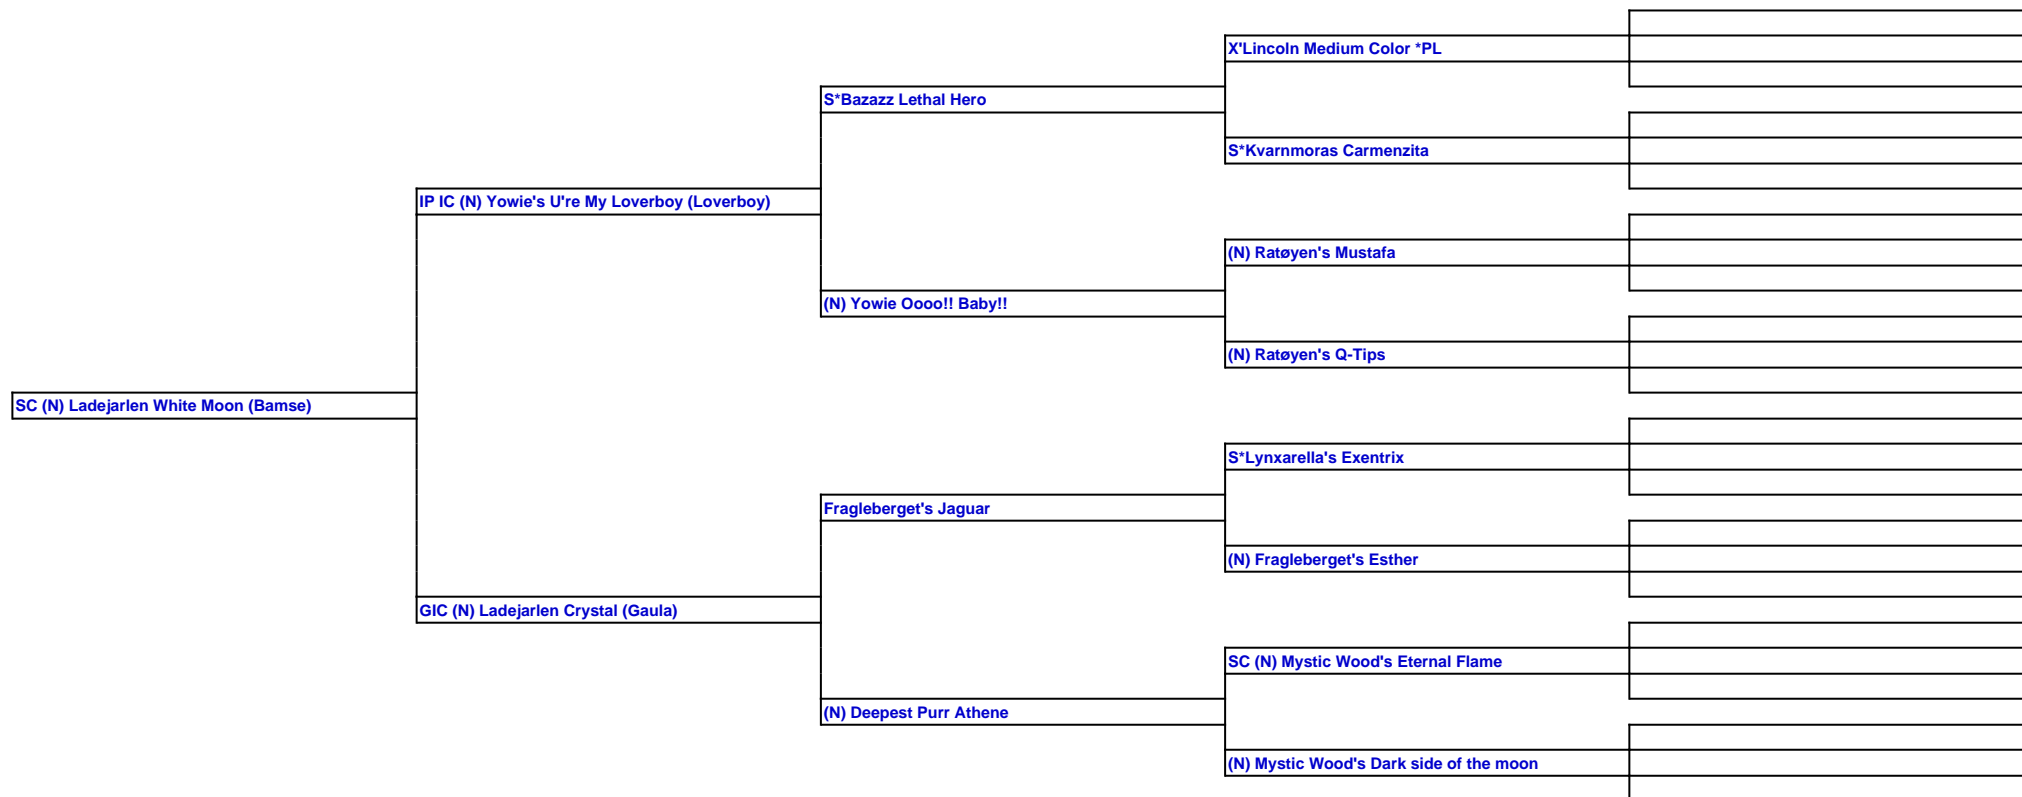 X'Lincoln Medium Color *PL
S*Bazazz Lethal Hero
S*Kvarnmoras Carmenzita
IP IC (N) Yowie's U're My Loverboy (Loverboy)
(N) Ratøyen's Mustafa
(N) Yowie Oooo!! Baby!!
(N) Ratøyen's Q-Tips
SC (N) Ladejarlen White Moon (Bamse)
S*Lynxarella's Exentrix
Fragleberget's Jaguar
(N) Fragleberget's Esther
GIC (N) Ladejarlen Crystal (Gaula)
SC (N) Mystic Wood's Eternal Flame
(N) Deepest Purr Athene
(N) Mystic Wood's Dark side of the moon